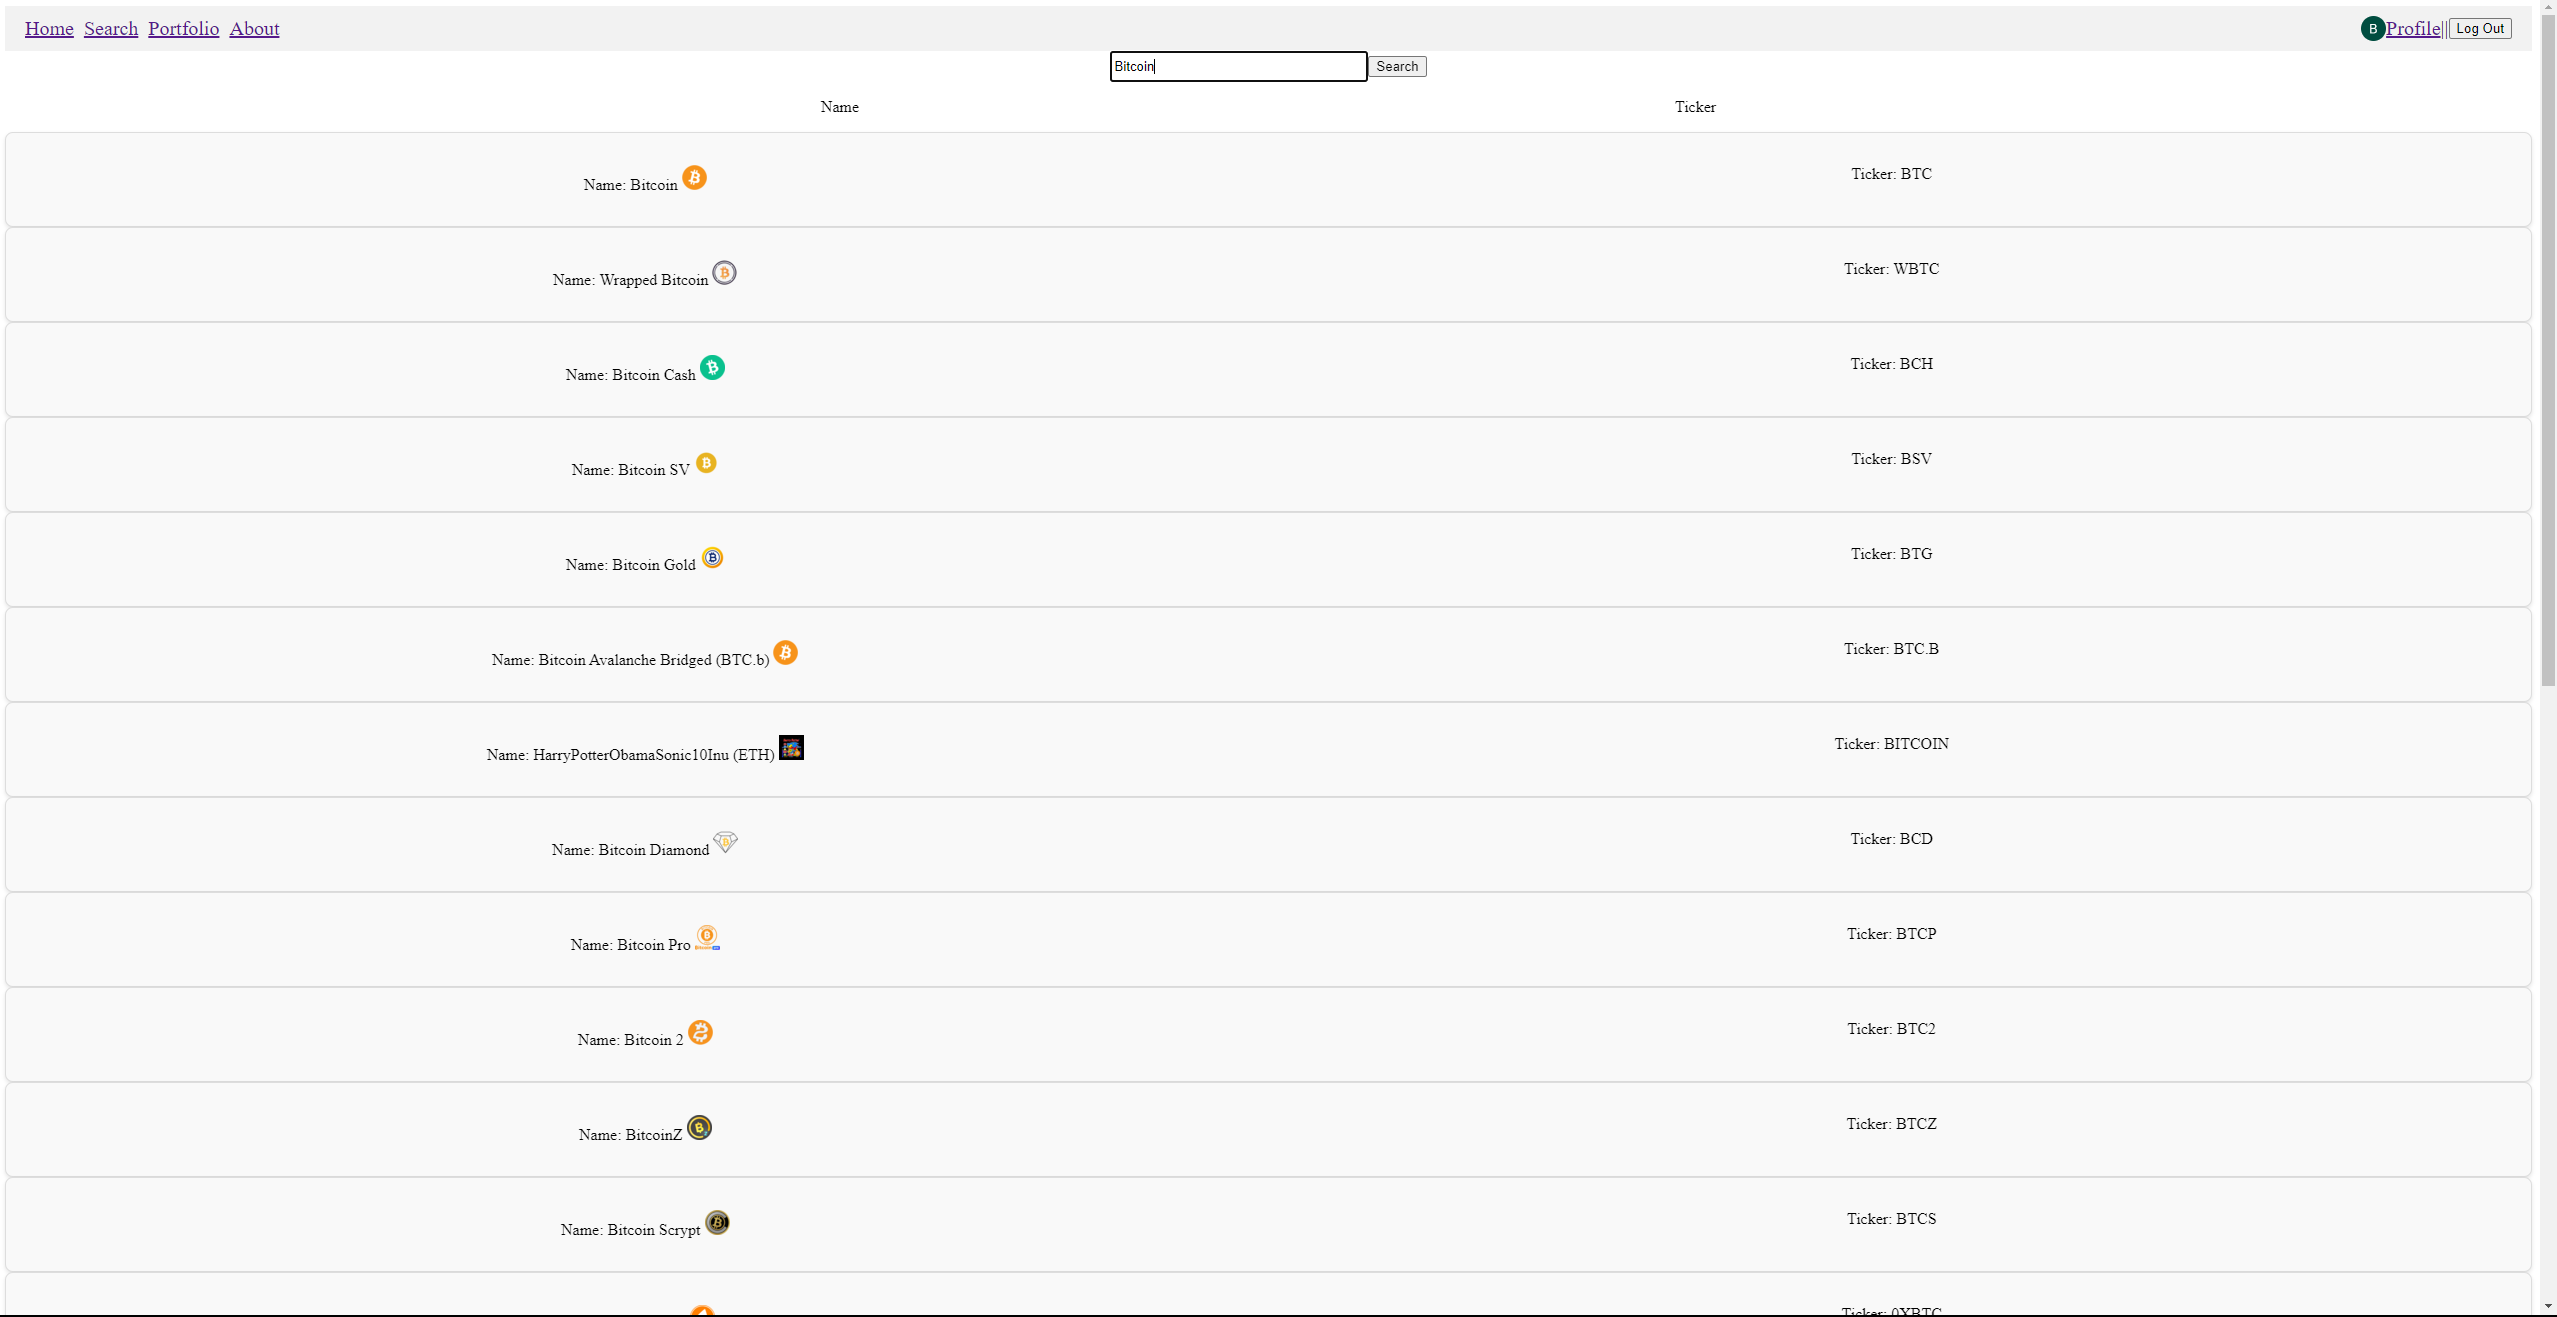 Home Search Portfolio About B Profile|| Log Out
Bitcoin Search
Name Ticker
Name: Bitcoin Ticker: BTC
Name: Wrapped Bitcoin Ticker: WBTC
Name: Bitcoin Cash Ticker: BCH
Name: Bitcoin SV Ticker: BSV
Name: Bitcoin Gold Ticker: BTG
Name: Bitcoin Avalanche Bridged (BTC.b) Ticker: BTC.B
Name: HarryPotterObamaSonic10Inu (ETH) Ticker: BITCOIN
Name: Bitcoin Diamond Ticker: BCD
Name: Bitcoin Pro Ticker: BTCP
Name: Bitcoin 2 Ticker: BTC2
Name: BitcoinZ Ticker: BTCZ
Name: Bitcoin Scrypt Ticker: BTCS
Ticker: 0XBTC